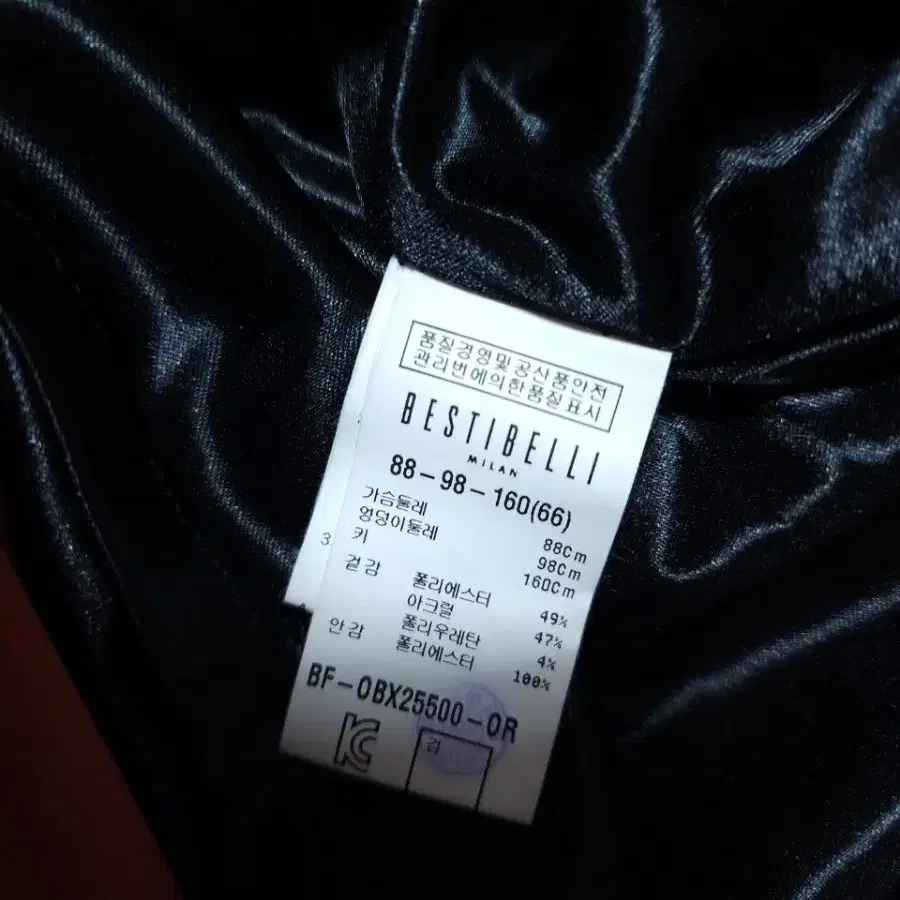 품질경영및공산품안전
관리법에의한품질표시
BESTIBELLI
MILAN
88-98-160(66)
가슴둘레 88Cm
엉덩이둘레 98Cm
키 160Cm
겉감 폴리에스터 49%
아크릴 47%
폴리우레탄 4%
안감 폴리에스터 100%
BF-OBX25500-OR
KC
검
3